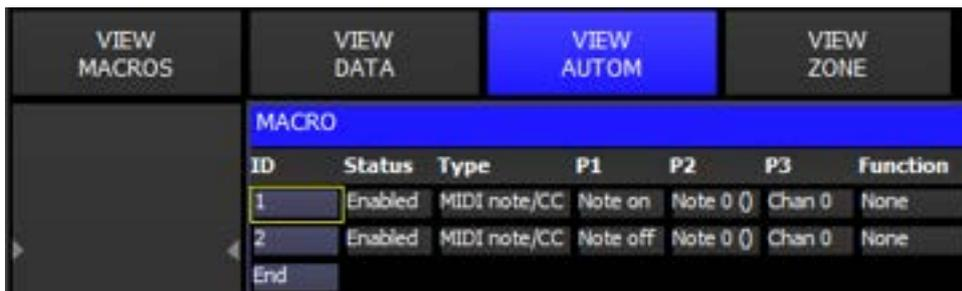 VIEW MACROS
VIEW DATA
VIEW AUTOM
VIEW ZONE
MACRO
ID Status Type P1 P2 P3 Function
1 Enabled MIDI note/CC Note on Note 0 () Chan 0 None
2 Enabled MIDI note/CC Note off Note 0 () Chan 0 None
End